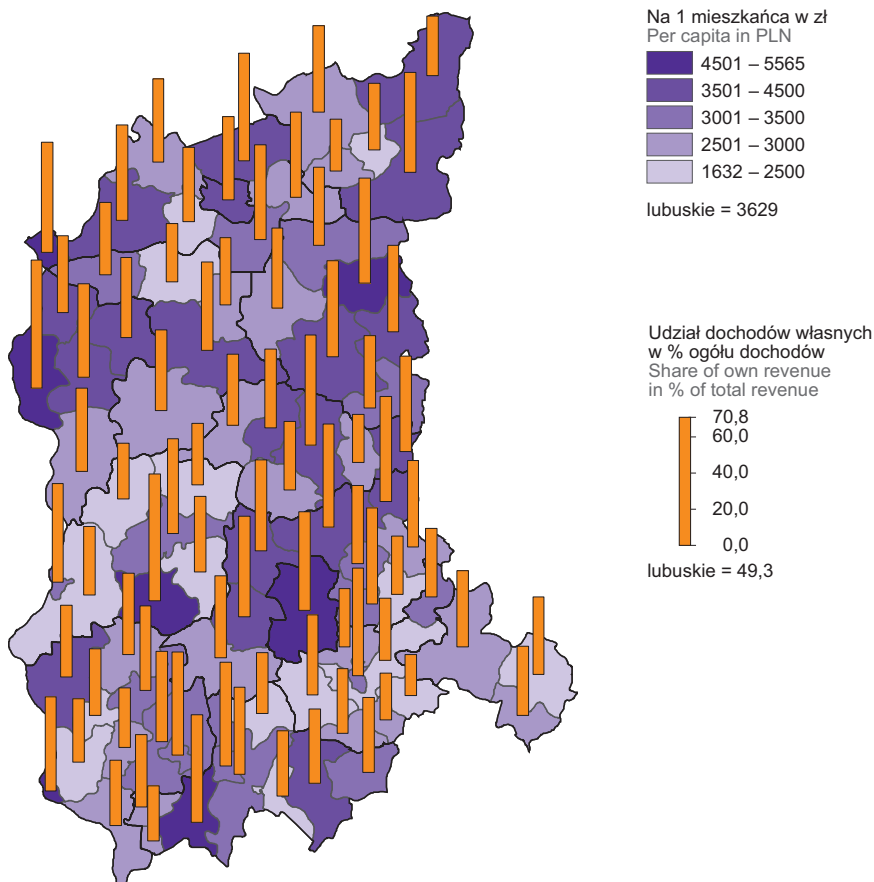 Na 1 mieszkańca w zł
Per capita in PLN
4501 – 5565
3501 – 4500
3001 – 3500
2501 – 3000
1632 – 2500
lubuskie = 3629
Udział dochodów własnych
w % ogółu dochodów
Share of own revenue
in % of total revenue
70,8
60,0
40,0
20,0
0,0
lubuskie = 49,3